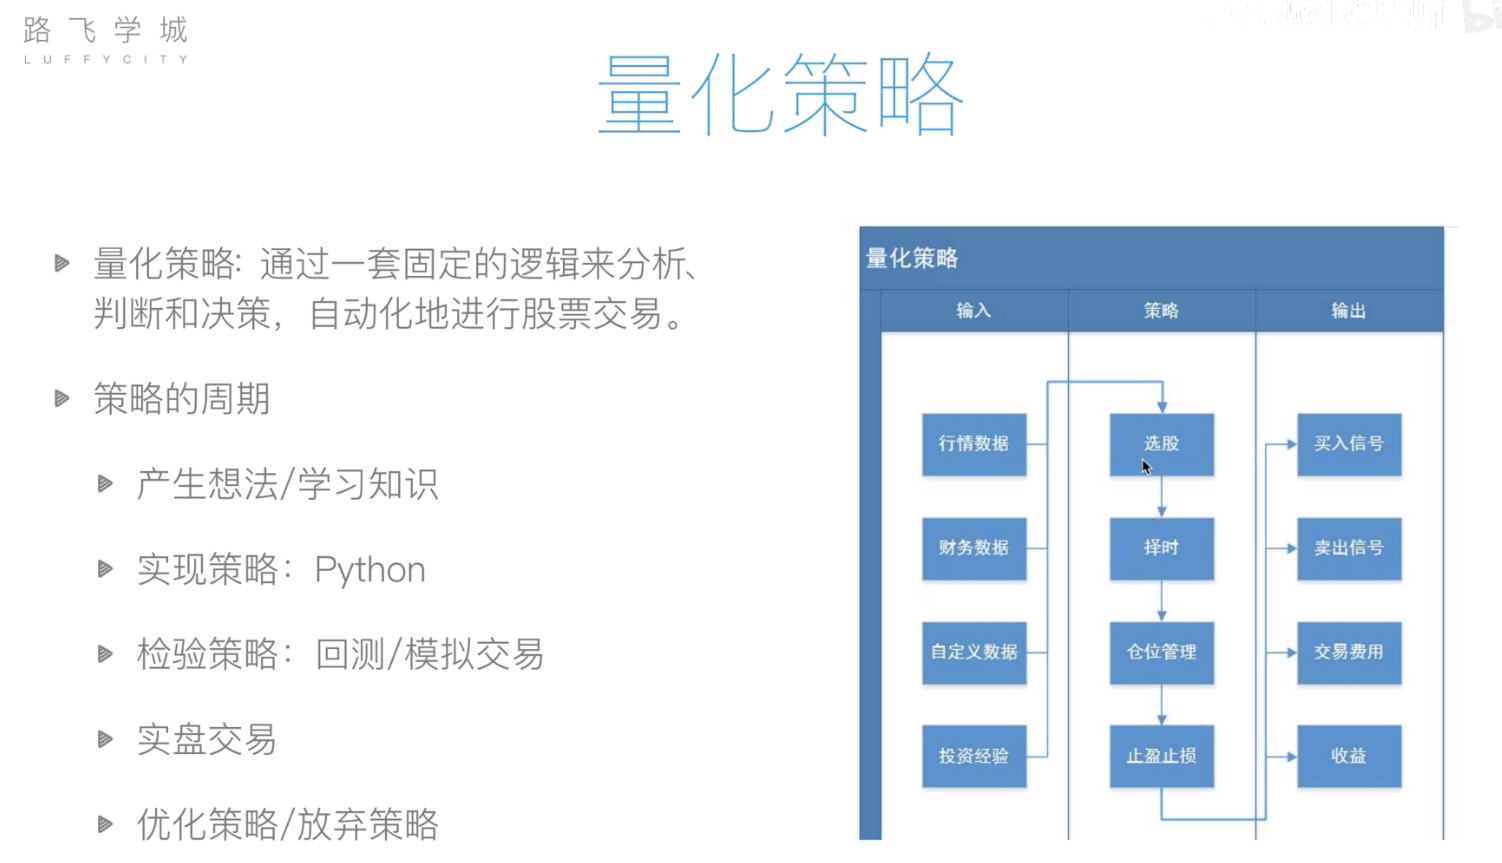 路飞学城
LUFFYCITY
量化策略
量化策略：通过一套固定的逻辑来分析、
判断和决策，自动化地进行股票交易。
策略的周期
产生想法/学习知识
实现策略：Python
检验策略：回测/模拟交易
实盘交易
优化策略/放弃策略
量化策略
输入 策略 输出
行情数据 选股 买入信号
财务数据 择时 卖出信号
自定义数据 仓位管理 交易费用
投资经验 止盈止损 收益
bi